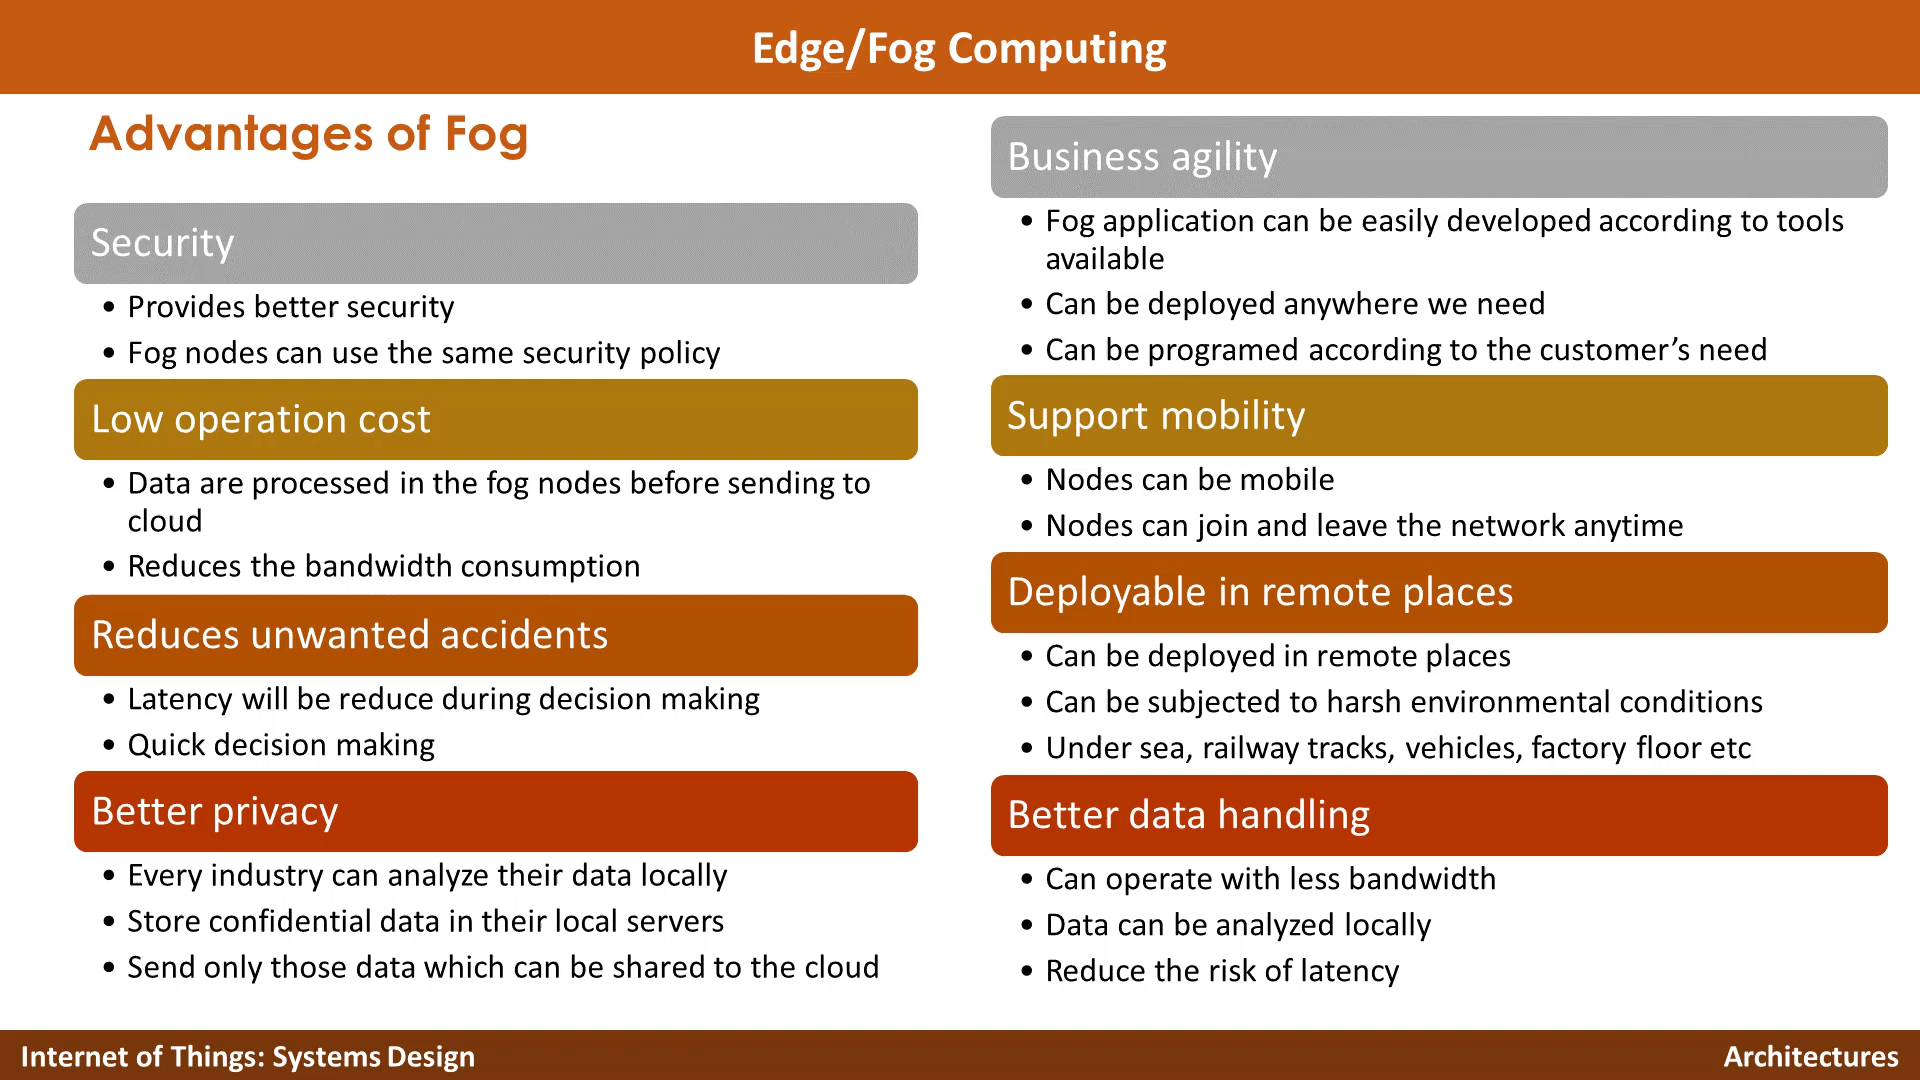 Edge/Fog Computing
Advantages of Fog
Security
• Provides better security
• Fog nodes can use the same security policy
Low operation cost
• Data are processed in the fog nodes before sending to
cloud
• Reduces the bandwidth consumption
Reduces unwanted accidents
• Latency will be reduce during decision making
• Quick decision making
Better privacy
• Every industry can analyze their data locally
• Store confidential data in their local servers
• Send only those data which can be shared to the cloud
Business agility
• Fog application can be easily developed according to tools
available
• Can be deployed anywhere we need
• Can be programed according to the customer’s need
Support mobility
• Nodes can be mobile
• Nodes can join and leave the network anytime
Deployable in remote places
• Can be deployed in remote places
• Can be subjected to harsh environmental conditions
• Under sea, railway tracks, vehicles, factory floor etc
Better data handling
• Can operate with less bandwidth
• Data can be analyzed locally
• Reduce the risk of latency
Internet of Things: Systems Design
Architectures